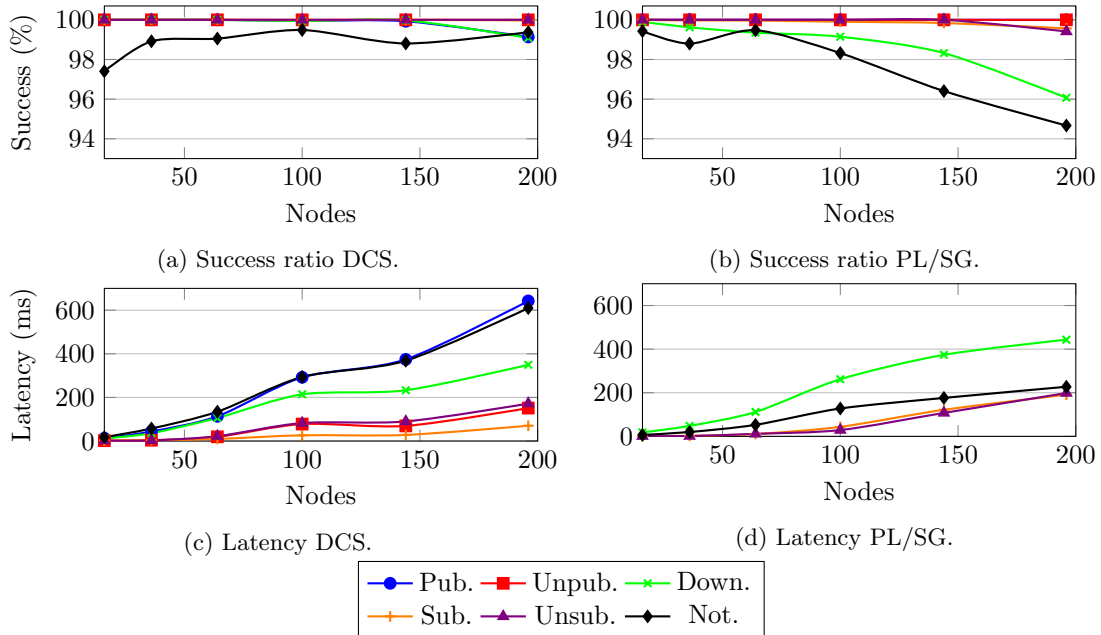 Success (%)
100
98
96
94
50
100
150
200
Nodes
(a) Success ratio DCS.
100
98
96
94
50
100
150
200
Nodes
(b) Success ratio PL/SG.
Latency (ms)
600
400
200
0
50
100
150
200
Nodes
(c) Latency DCS.
600
400
200
0
50
100
150
200
Nodes
(d) Latency PL/SG.
Pub. Unpub. Down.
Sub. Unsub. Not.